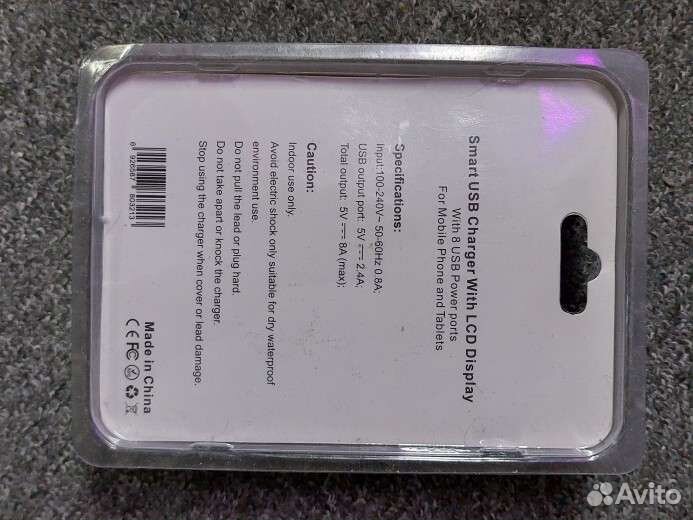 Smart USB Charger With LCD Display
With 8 USB Power ports
For Mobile Phone and Tablets
Specifications:
Input:100-240V~ 50-60Hz 0.8A;
USB output port: 5V⎓2.4A;
Total output: 5V⎓8A (max);
Caution:
Indoor use only.
Avoid electric shock only suitable for dry waterproof
environment use.
Do not pull the lead or plug hard.
Do not take apart or knock the charger.
Stop using the charger when cover or lead damage.
Made in China
CE FC
Avito